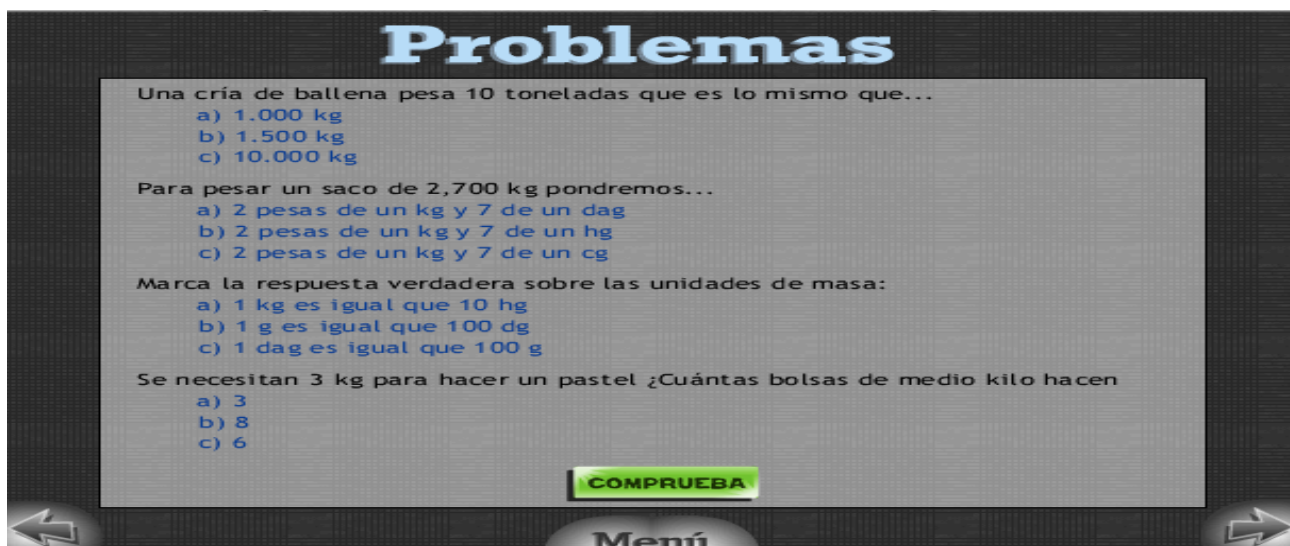 Problemas
Una cría de ballena pesa 10 toneladas que es lo mismo que...
a) 1.000 kg
b) 1.500 kg
c) 10.000 kg
Para pesar un saco de 2,700 kg pondremos...
a) 2 pesas de un kg y 7 de un dag
b) 2 pesas de un kg y 7 de un hg
c) 2 pesas de un kg y 7 de un cg
Marca la respuesta verdadera sobre las unidades de masa:
a) 1 kg es igual que 10 hg
b) 1 g es igual que 100 dg
c) 1 dag es igual que 100 g
Se necesitan 3 kg para hacer un pastel ¿Cuántas bolsas de medio kilo hacen
a) 3
b) 8
c) 6
COMPRUEBA
Menú